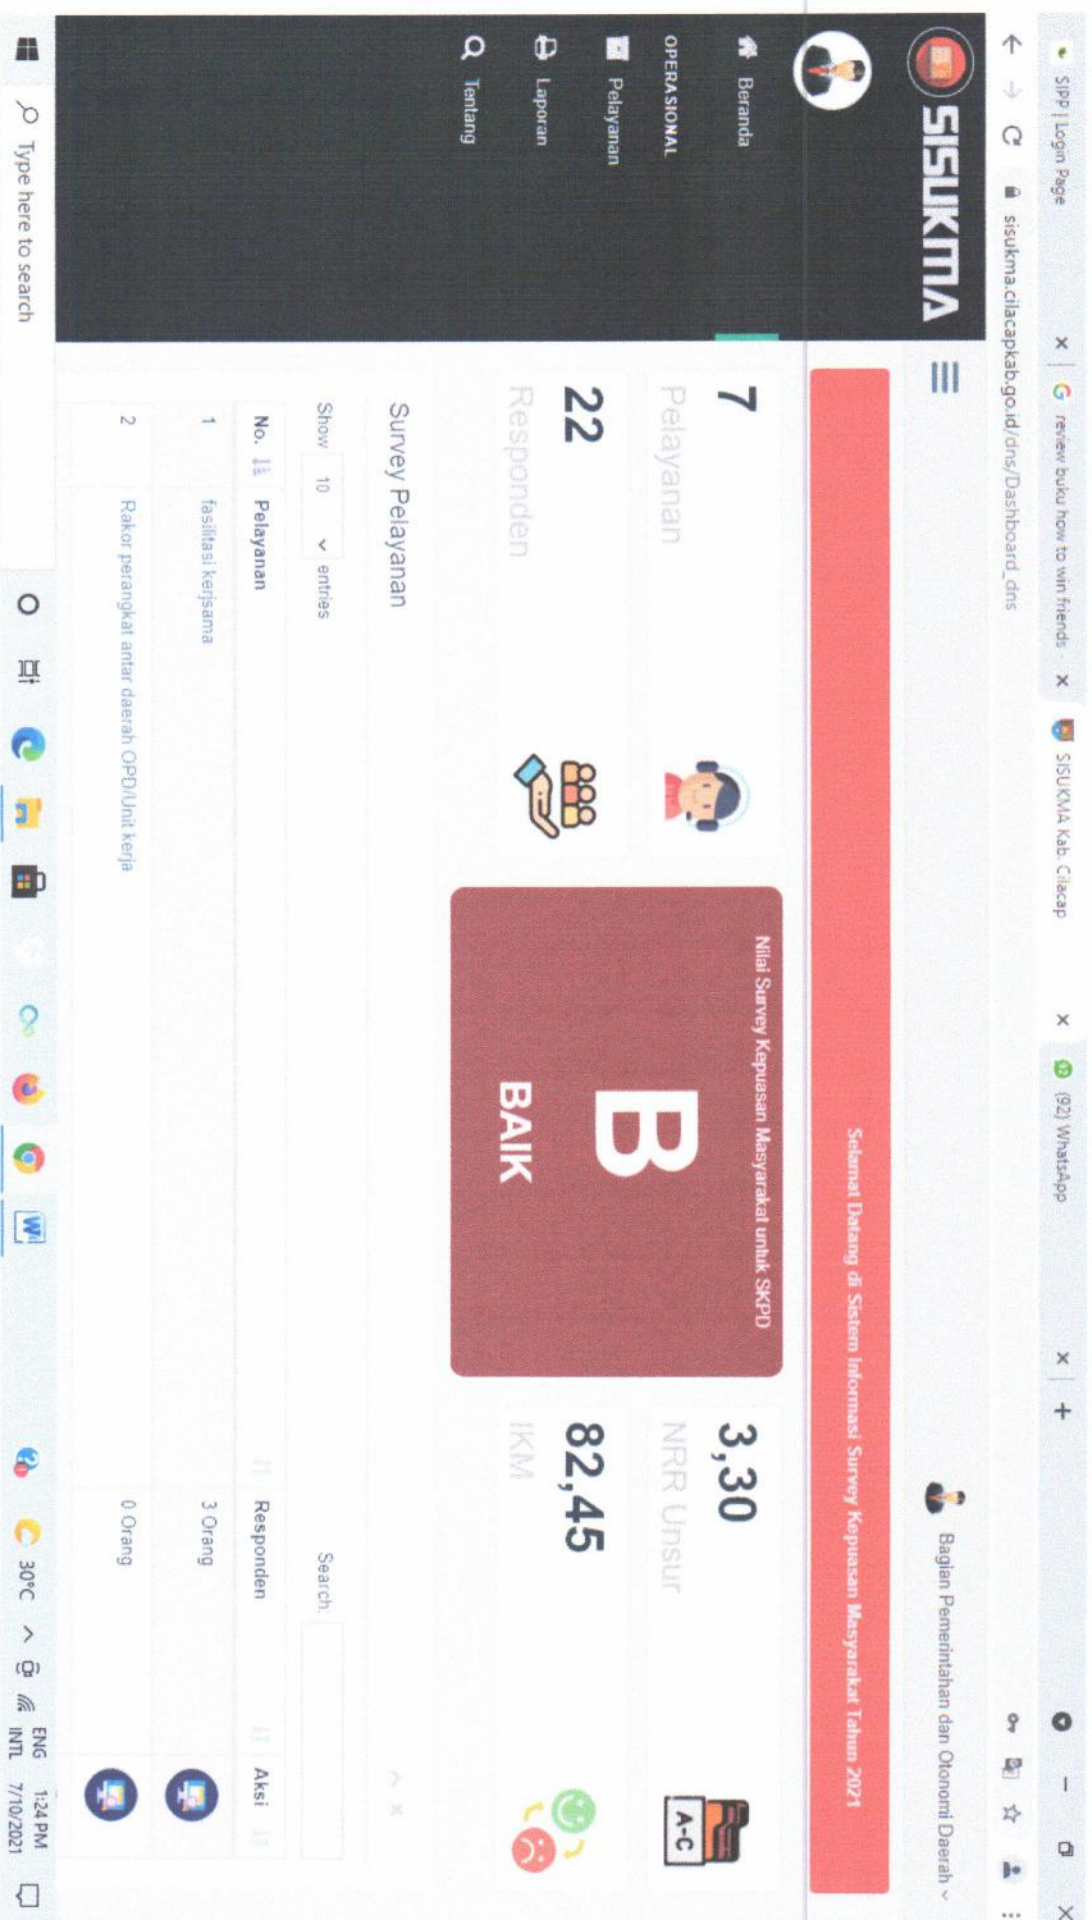 SIPP | Login Page
review buku how to win friends -
SISUKMA Kab. Cilacap
(92) WhatsApp
sisukma.cilacapkab.go.id/dns/Dashboard_dns
SISUKMA
Bagian Pemerintahan dan Otonomi Daerah
Selamat Datang di Sistem Informasi Survey Kepuasan Masyarakat Tahun 2021
Beranda
OPERASIONAL
Pelayanan
Laporan
Tentang
7
Pelayanan
22
Responden
Nilai Survey Kepuasan Masyarakat untuk SKPD
B
BAIK
3,30
NRR Unsur
A-C
82,45
IKM
Survey Pelayanan
Show 10 entries
Search:
No. Pelayanan Responden Aksi
1 fasilitasi kerjsama 3 Orang
2 Rakor perangkat antar daerah OPD/Unit kerja 0 Orang
Type here to search
30°C
ENG
INTL
1:24 PM
7/10/2021